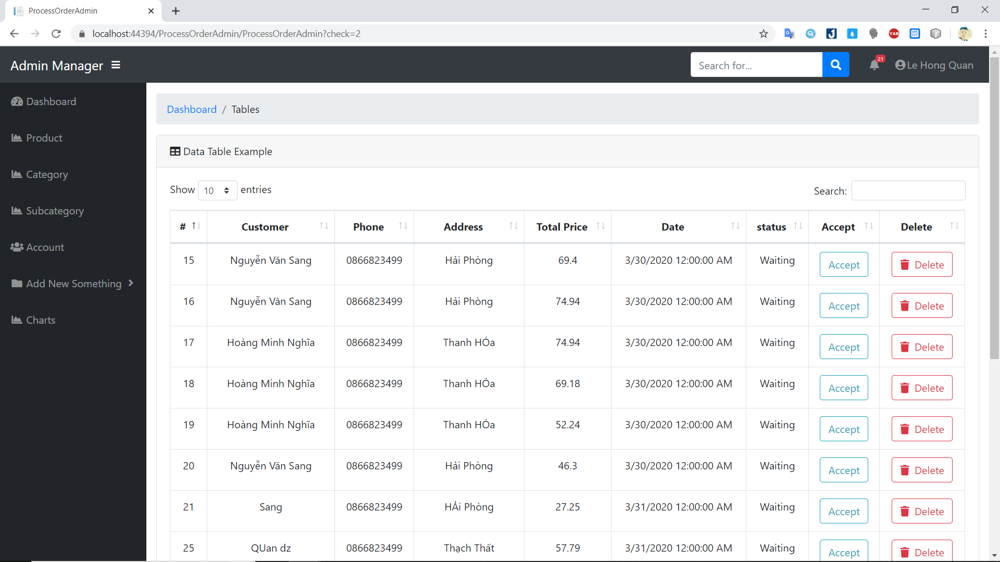 ProcessOrderAdmin
localhost:44394/ProcessOrderAdmin/ProcessOrderAdmin?check=2
YAB
GPA
FPT
Admin Manager
Search for...
21
Le Hong Quan
Dashboard
Product
Category
Subcategory
Account
Add New Something
Charts
Dashboard / Tables
Data Table Example
Show 10 entries
Search:
# Customer Phone Address Total Price Date status Accept Delete
15 Nguyễn Văn Sang 0866823499 Hải Phòng 69.4 3/30/2020 12:00:00 AM Waiting Accept Delete
16 Nguyễn Văn Sang 0866823499 Hải Phòng 74.94 3/30/2020 12:00:00 AM Waiting Accept Delete
17 Hoàng Minh Nghĩa 0866823499 Thanh HÓa 74.94 3/30/2020 12:00:00 AM Waiting Accept Delete
18 Hoàng Minh Nghĩa 0866823499 Thanh HÓa 69.18 3/30/2020 12:00:00 AM Waiting Accept Delete
19 Hoàng Minh Nghĩa 0866823499 Thanh HÓa 52.24 3/30/2020 12:00:00 AM Waiting Accept Delete
20 Nguyễn Văn Sang 0866823499 Hải Phòng 46.3 3/30/2020 12:00:00 AM Waiting Accept Delete
21 Sang 0866823499 HẢi Phòng 27.25 3/31/2020 12:00:00 AM Waiting Accept Delete
25 QUan dz 0866823499 Thạch Thất 57.79 3/31/2020 12:00:00 AM Waiting Accept Delete